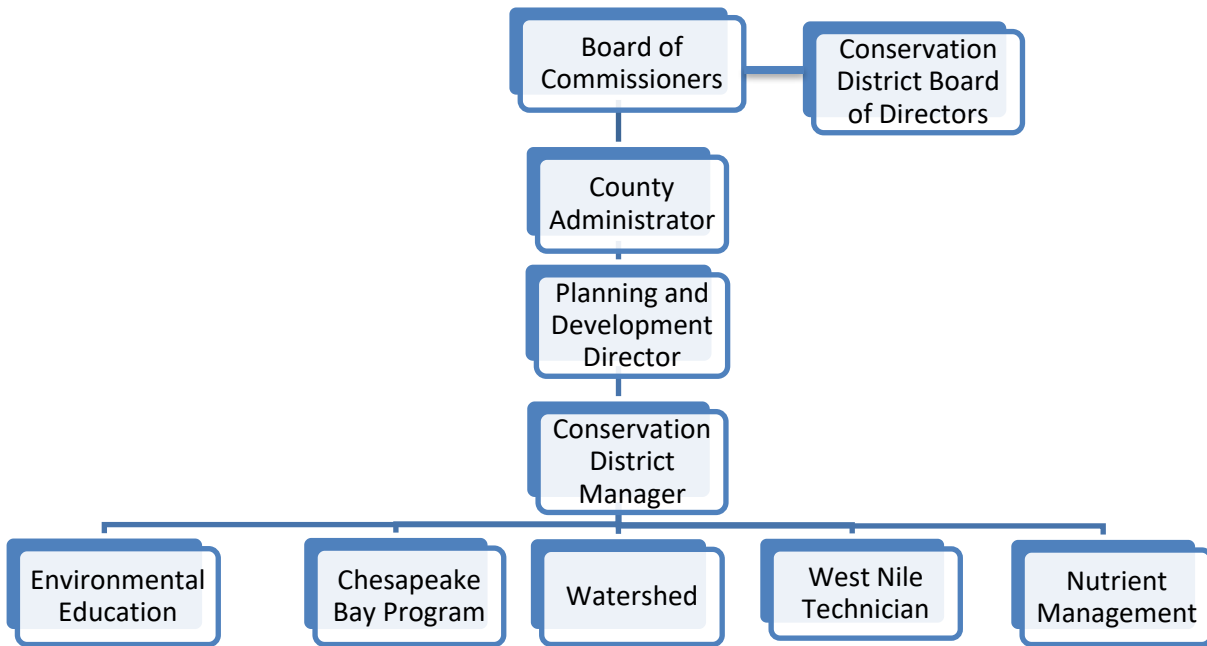 Board of
Commissioners
Conservation
District Board
of Directors
County
Administrator
Planning and
Development
Director
Conservation
District
Manager
Environmental
Education
Chesapeake
Bay Program
Watershed
West Nile
Technician
Nutrient
Management